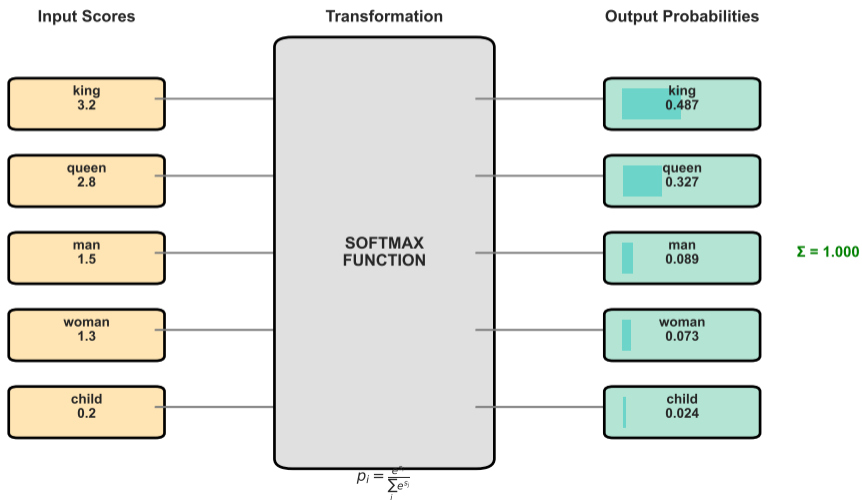 Input Scores
Transformation
Output Probabilities
king
3.2
queen
2.8
man
1.5
woman
1.3
child
0.2
SOFTMAX
FUNCTION
king
0.487
queen
0.327
man
0.089
woman
0.073
child
0.024
Σ = 1.000